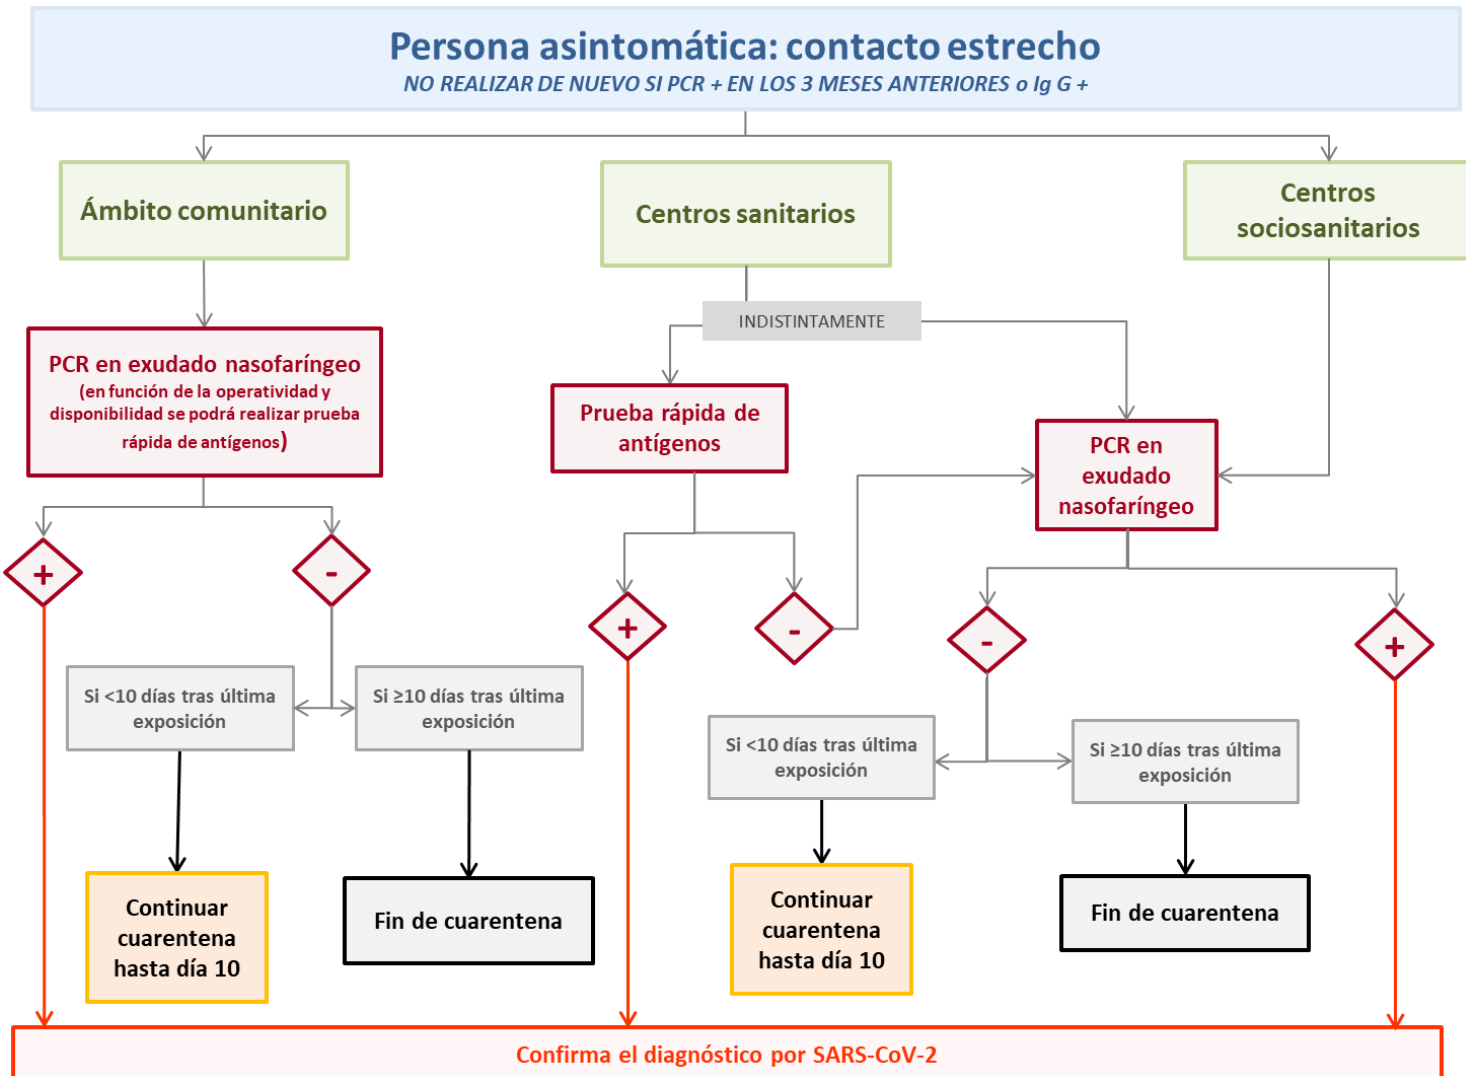 Persona asintomática: contacto estrecho
NO REALIZAR DE NUEVO SI PCR + EN LOS 3 MESES ANTERIORES o Ig G +
Ámbito comunitario
Centros sanitarios
Centros
sociosanitarios
INDISTINTAMENTE
PCR en exudado nasofaríngeo
(en función de la operatividad y
disponibilidad se podrá realizar prueba
rápida de antígenos)
Prueba rápida de
antígenos
PCR en
exudado
nasofaríngeo
+
-
+
-
-
+
Si <10 días tras última
exposición
Si ≥10 días tras última
exposición
Si <10 días tras última
exposición
Si ≥10 días tras última
exposición
Continuar
cuarentena
hasta día 10
Fin de cuarentena
Continuar
cuarentena
hasta día 10
Fin de cuarentena
Confirma el diagnóstico por SARS-CoV-2